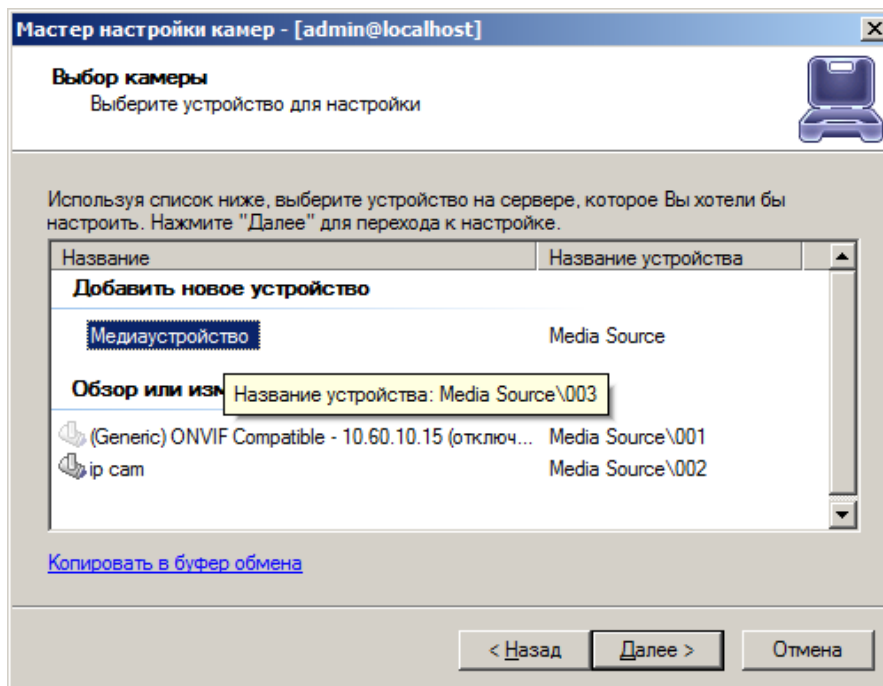 Мастер настройки камер - [admin@localhost]
Выбор камеры
Выберите устройство для настройки
Используя список ниже, выберите устройство на сервере, которое Вы хотели бы
настроить. Нажмите "Далее" для перехода к настройке.
Название Название устройства
Добавить новое устройство
Медиаустройство Media Source
Обзор или изм
Название устройства: Media Source\003
(Generic) ONVIF Compatible - 10.60.10.15 (отключ... Media Source\001
ip cam Media Source\002
Копировать в буфер обмена
< Назад Далее > Отмена